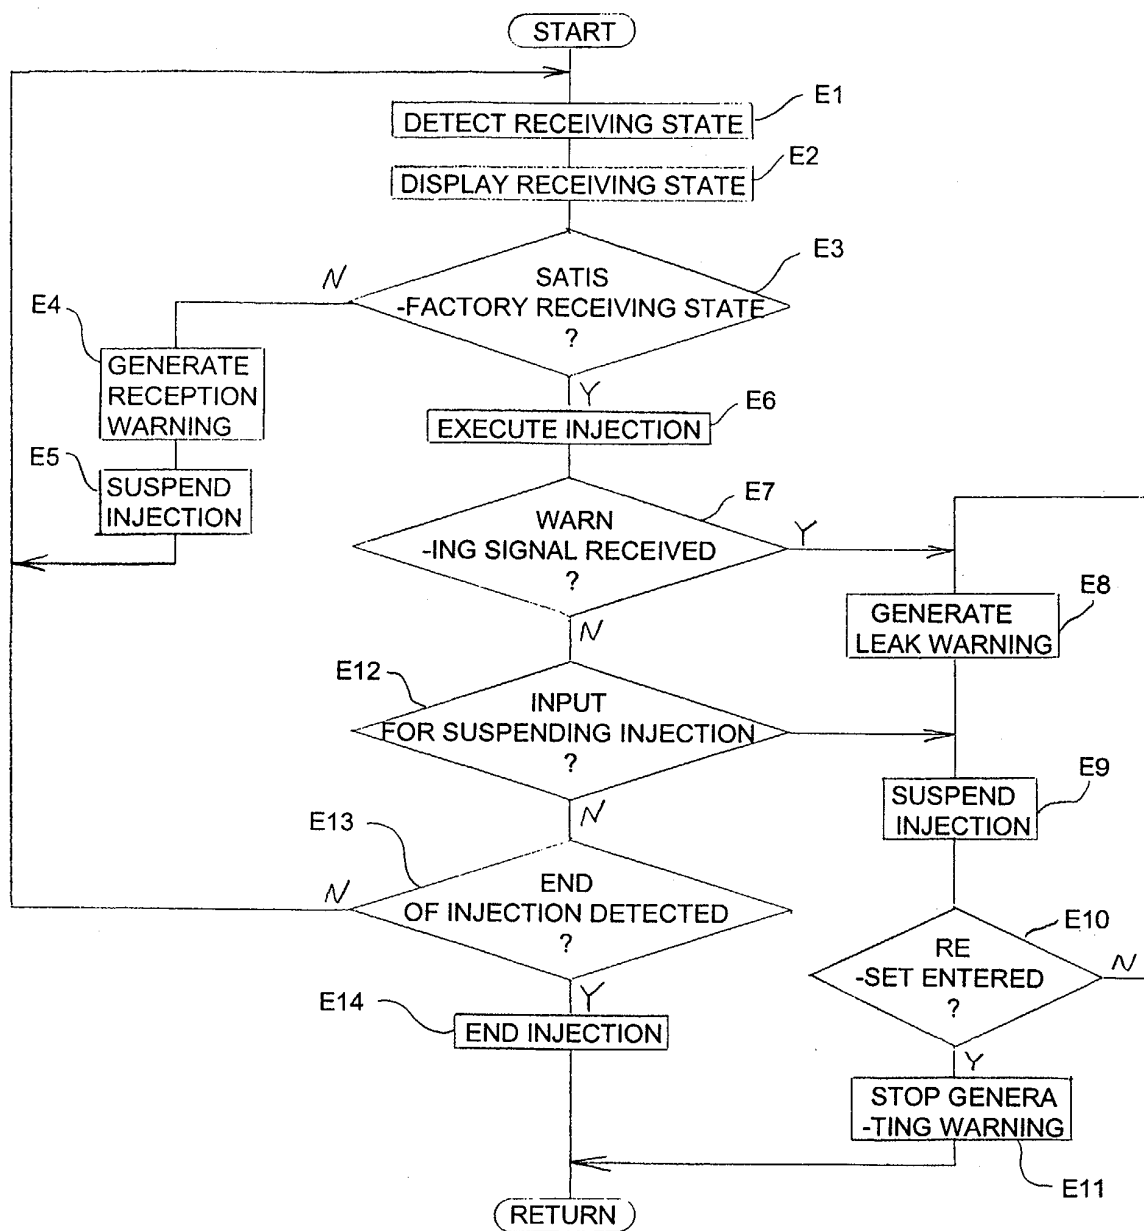 START
E1
DETECT RECEIVING STATE
E2
DISPLAY RECEIVING STATE
E3
N
SATIS
-FACTORY RECEIVING STATE
?
E4
GENERATE
RECEPTION
WARNING
Y
E6
EXECUTE INJECTION
E5
SUSPEND
INJECTION
E7
WARN
-ING SIGNAL RECEIVED
?
Y
N
E8
GENERATE
LEAK WARNING
E12
INPUT
FOR SUSPENDING INJECTION
?
N
E9
SUSPEND
INJECTION
E13
N
END
OF INJECTION DETECTED
?
Y
E10
RE
-SET ENTERED
?
N
Y
E14
END INJECTION
STOP GENERA
-TING WARNING
E11
RETURN